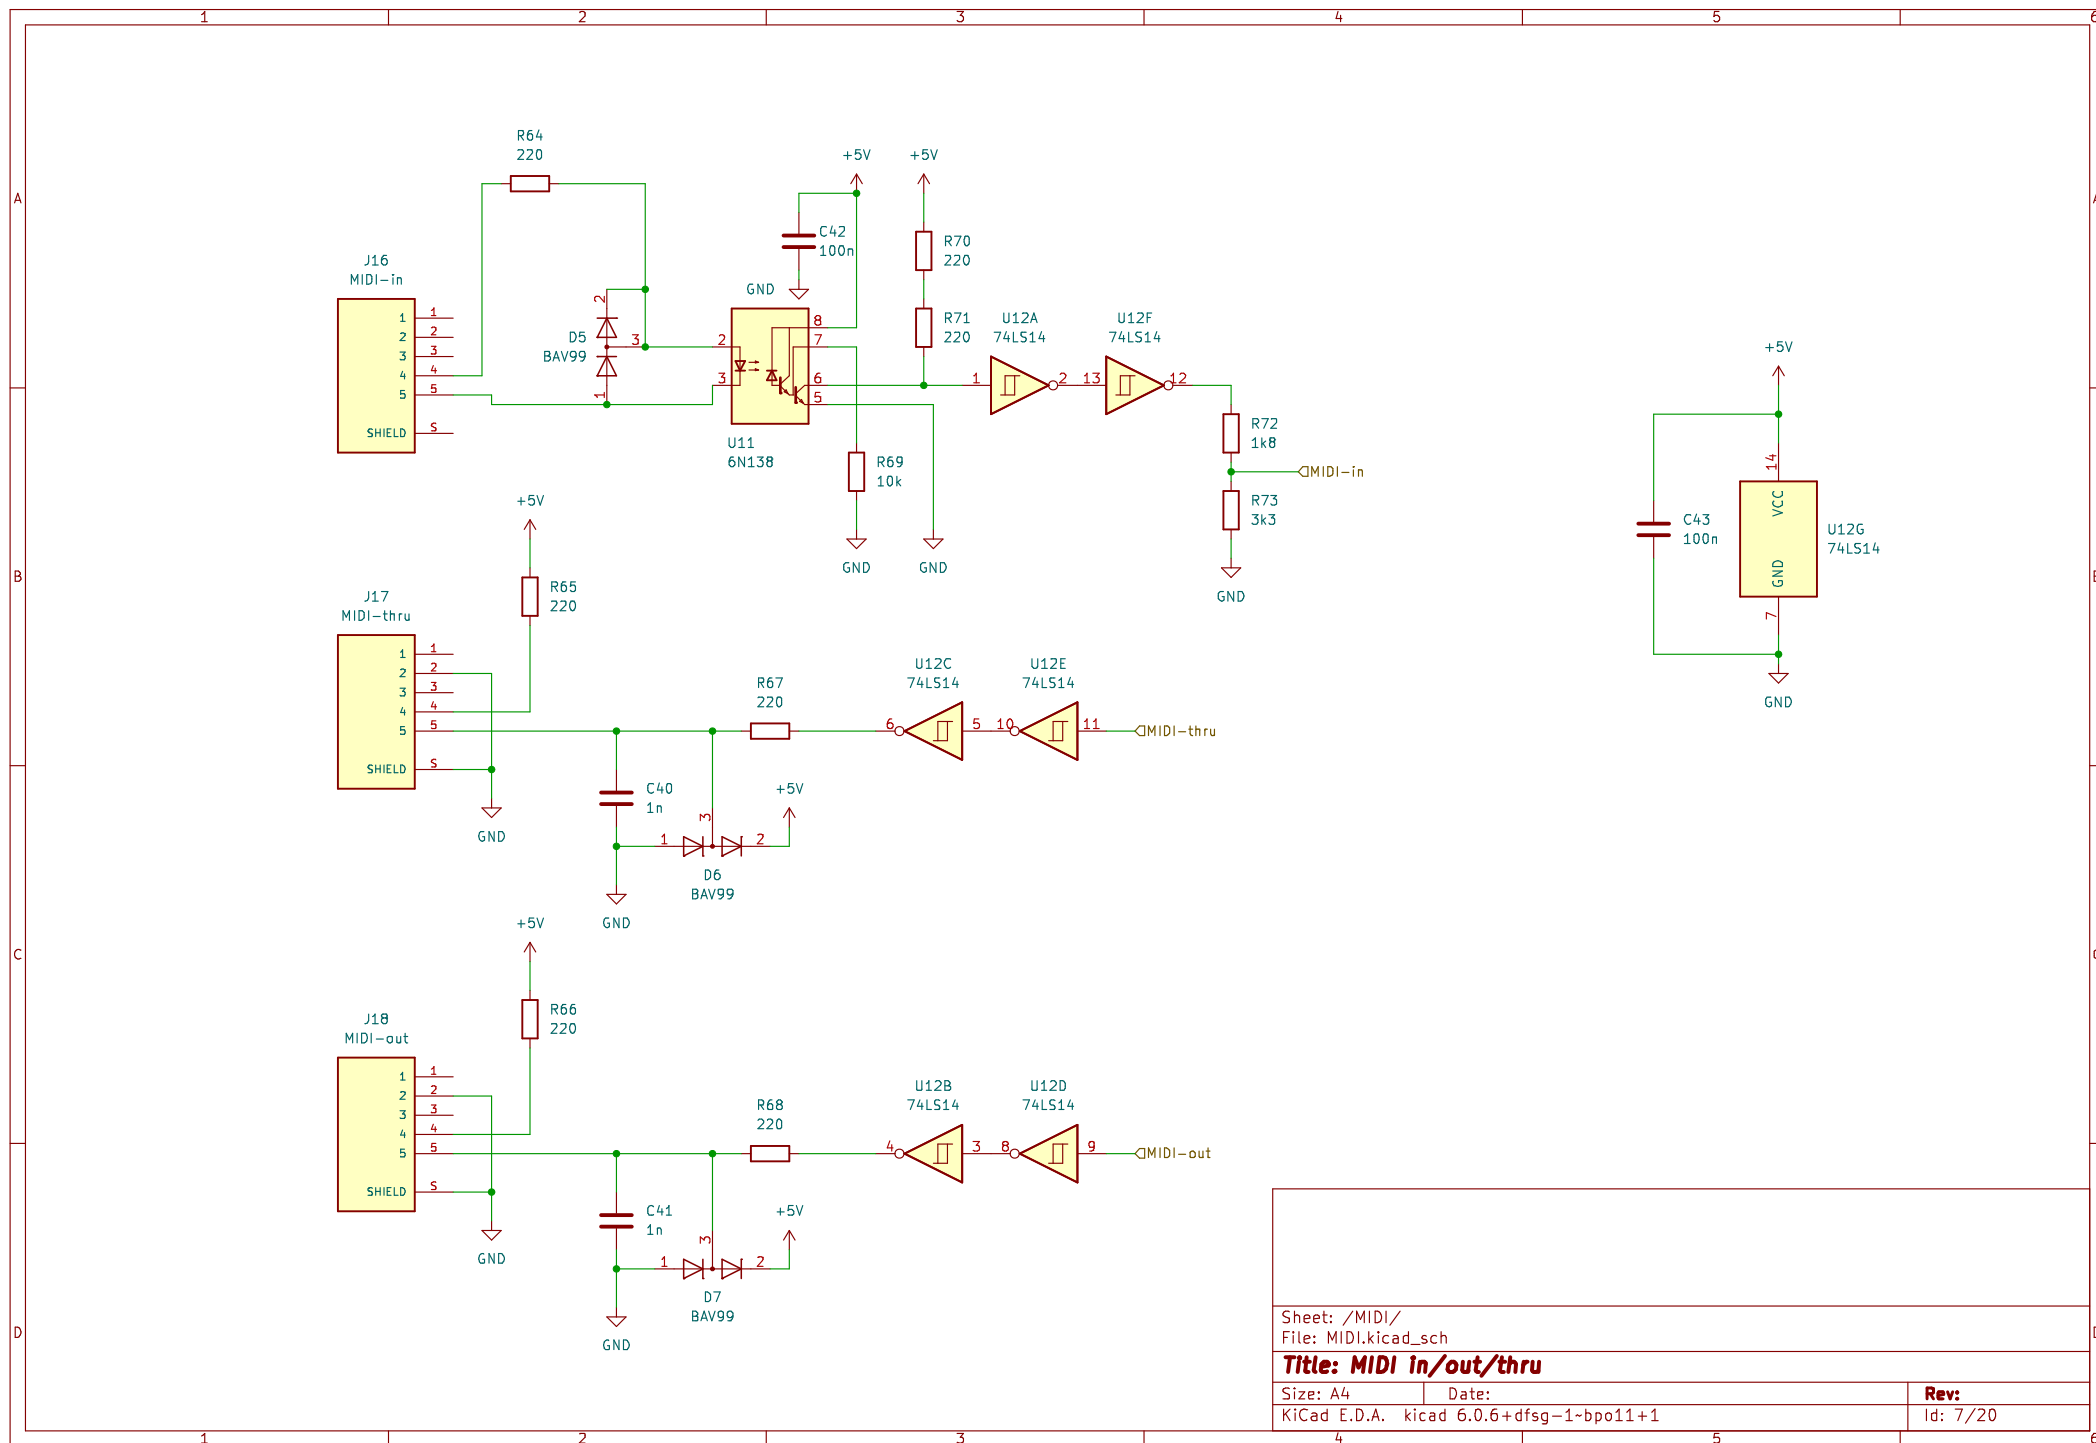 1 2 3 4 5 6
A
B
C
D
R64
220
J16
MIDI-in
1 1
2 2
3 3
4 4
5 5
SHIELD S
D5
BAV99
2
3
1
+5V
C42
100n
GND
2
3
8
7
6
5
U11
6N138
R69
10k
GND
GND
+5V
R70
220
R71
220
U12A
74LS14
1 2
U12F
74LS14
13 12
R72
1k8
MIDI-in
R73
3k3
GND
+5V
C43
100n
14
VCC
GND
7
U12G
74LS14
GND
+5V
R65
220
J17
MIDI-thru
1 1
2 2
3 3
4 4
5 5
SHIELD S
GND
C40
1n
GND
1 3 2
D6
BAV99
+5V
R67
220
U12C
74LS14
6 5
U12E
74LS14
10 11
MIDI-thru
+5V
R66
220
J18
MIDI-out
1 1
2 2
3 3
4 4
5 5
SHIELD S
GND
C41
1n
GND
1 3 2
D7
BAV99
+5V
R68
220
U12B
74LS14
4 3
U12D
74LS14
8 9
MIDI-out
Sheet: /MIDI/
File: MIDI.kicad_sch
Title: MIDI in/out/thru
Size: A4 Date: Rev:
KiCad E.D.A. kicad 6.0.6+dfsg-1~bpo11+1 Id: 7/20
1 2 3 4 5 6